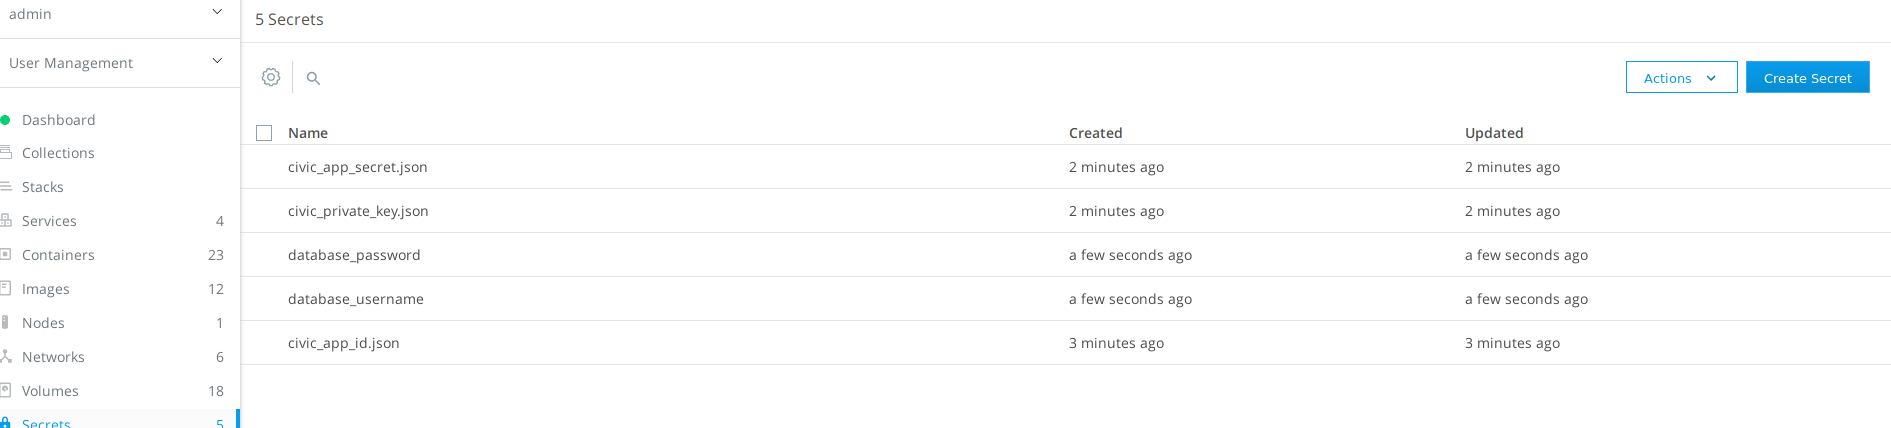 admin
User Management
Dashboard
Collections
Stacks
Services 4
Containers 23
Images 12
Nodes 1
Networks 6
Volumes 18
Secrets 5
5 Secrets
Actions Create Secret
Name Created Updated
civic_app_secret.json 2 minutes ago 2 minutes ago
civic_private_key.json 2 minutes ago 2 minutes ago
database_password a few seconds ago a few seconds ago
database_username a few seconds ago a few seconds ago
civic_app_id.json 3 minutes ago 3 minutes ago